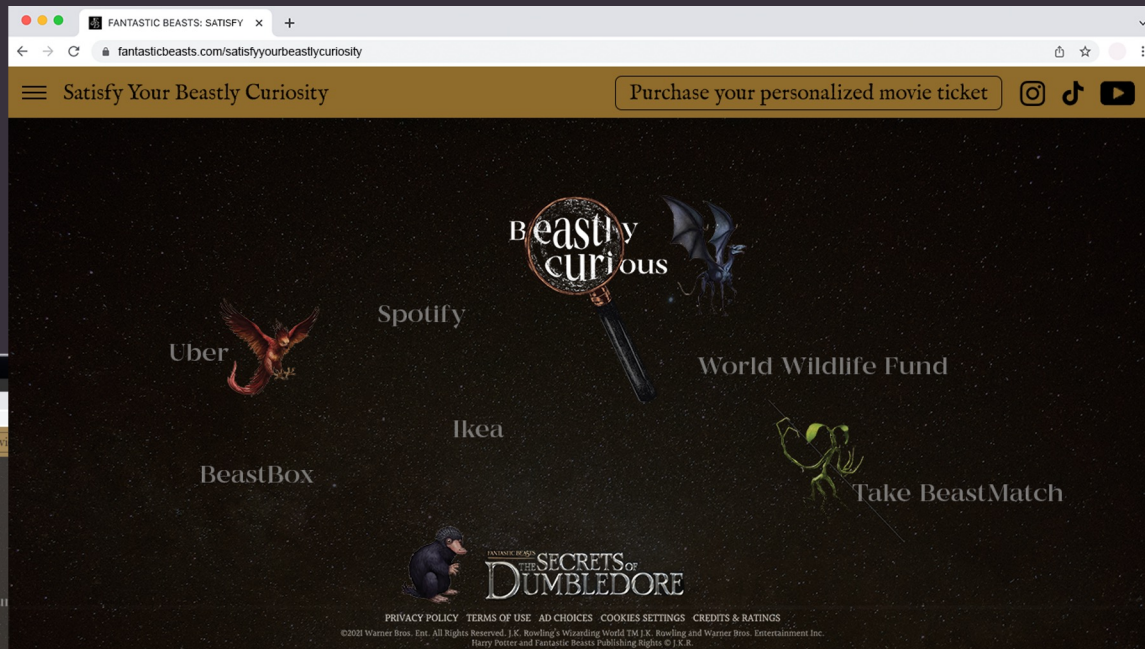 FANTASTIC BEASTS: SATISFY
fantasticbeasts.com/satisfyyourbeastlycuriosity
Satisfy Your Beastly Curiosity
Purchase your personalized movie ticket
Beastly
curious
Spotify
Uber
World Wildlife Fund
Ikea
BeastBox
Take BeastMatch
FANTASTIC BEASTS
THE SECRETS OF
DUMBLEDORE
PRIVACY POLICY TERMS OF USE AD CHOICES COOKIES SETTINGS CREDITS & RATINGS
©2021 Warner Bros. Ent. All Rights Reserved. J.K. Rowling's Wizarding World TM J.K. Rowling and Warner Bros. Entertainment Inc.
Harry Potter and Fantastic Beasts Publishing Rights © J.K.R.